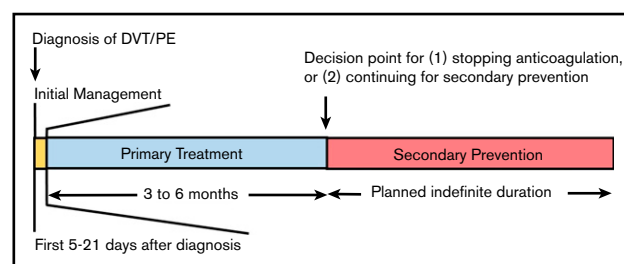 Diagnosis of DVT/PE
Decision point for (1) stopping anticoagulation,
or (2) continuing for secondary prevention
Initial Management
Primary Treatment
Secondary Prevention
3 to 6 months
Planned indefinite duration
First 5-21 days after diagnosis